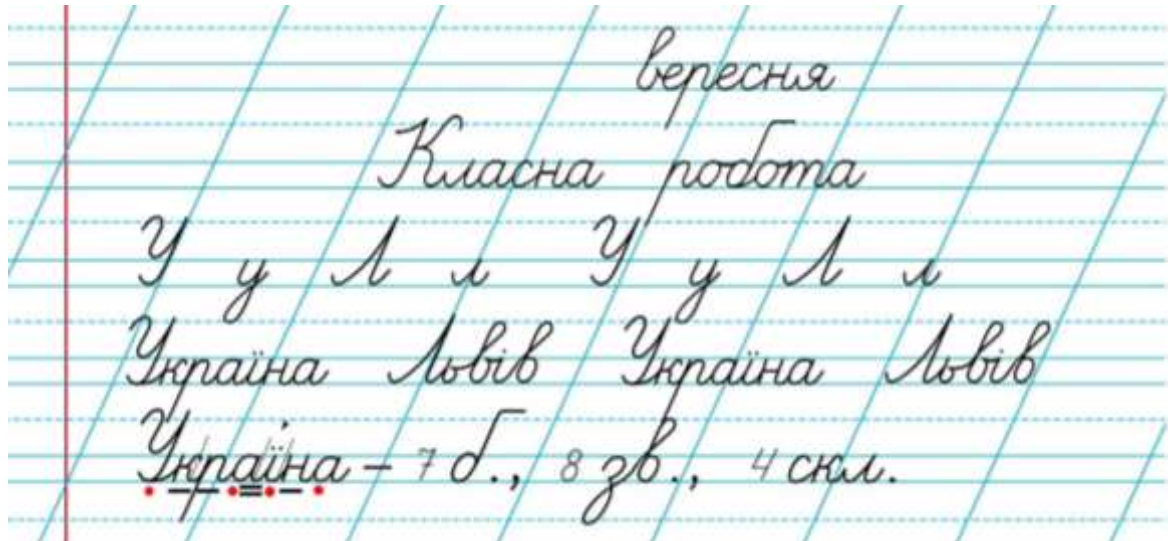 вересня
Класна робота
У у Л л У у Л л
Україна Львів Україна Львів
Україна – 7 б., 8 зв., 4 скл.